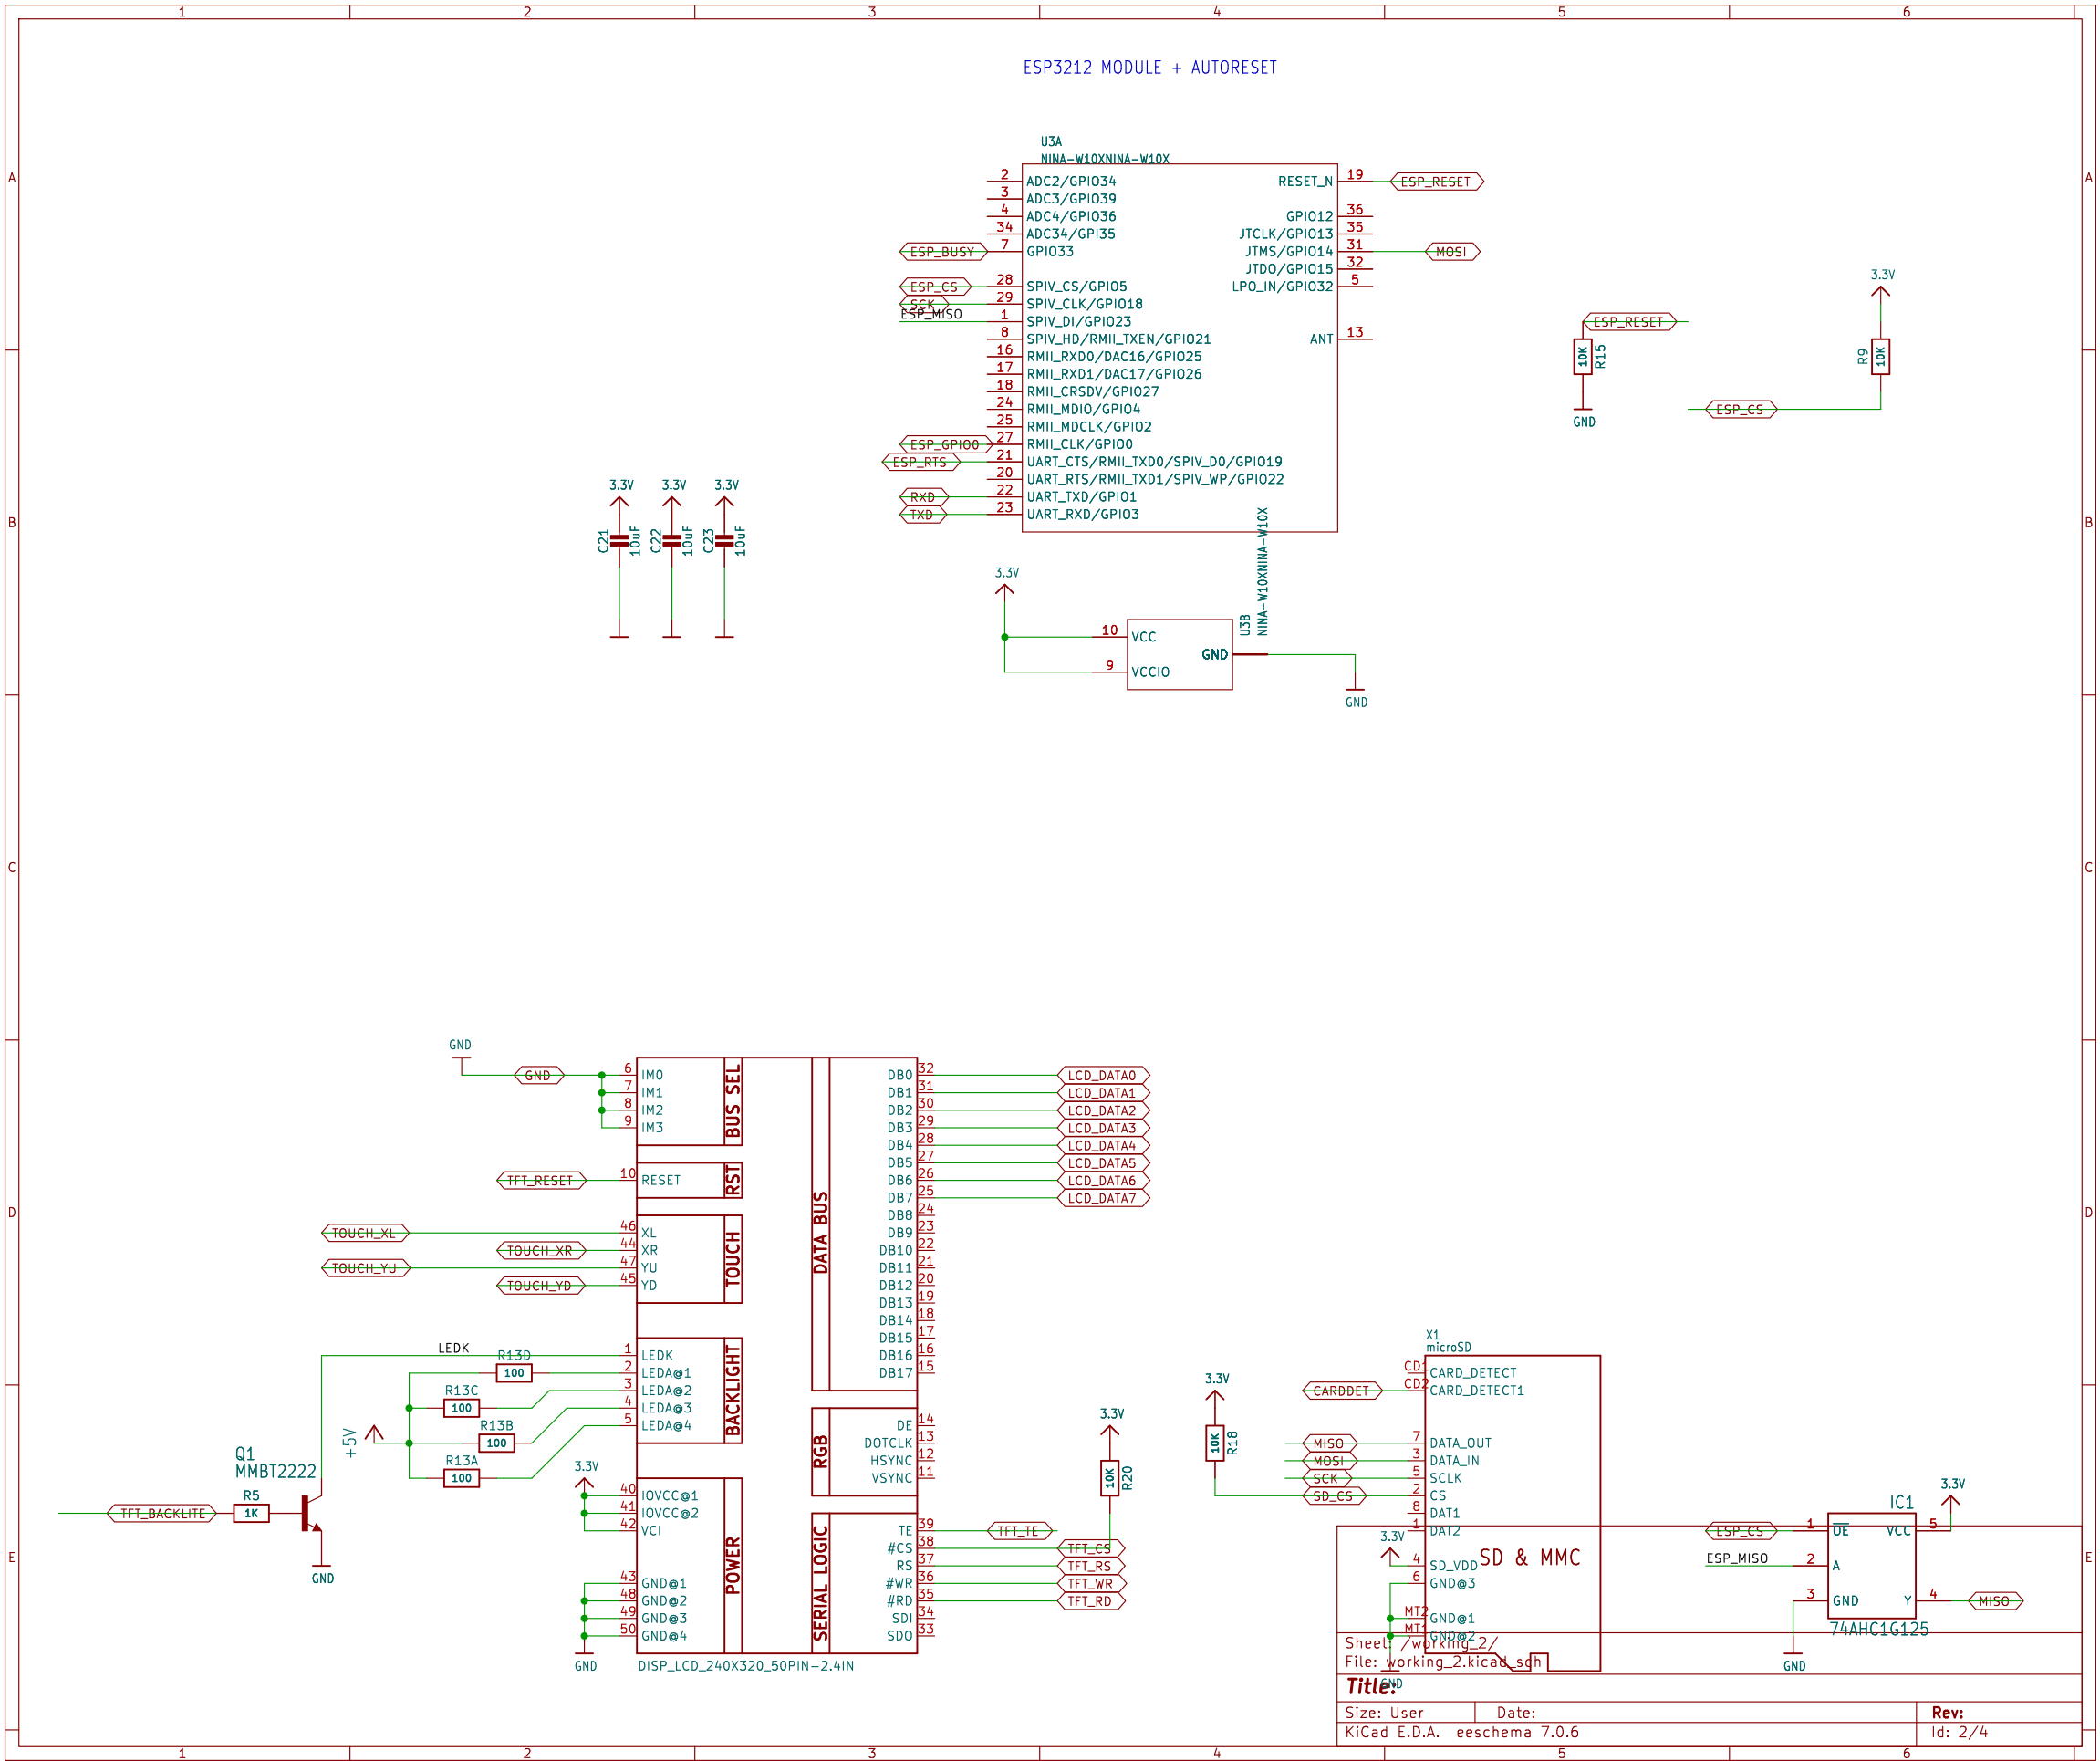 1 2 3 4 5 6
ESP3212 MODULE + AUTORESET
A A
B B
C C
D D
E E
U3A
NINA-W10XNINA-W10X
2 ADC2/GPIO34
3 ADC3/GPIO39
4 ADC4/GPIO36
34 ADC34/GPI35
ESP_BUSY 7 GPIO33
ESP_CS 28 SPIV_CS/GPIO5
SCK 29 SPIV_CLK/GPIO18
ESP_MISO 1 SPIV_DI/GPIO23
8 SPIV_HD/RMII_TXEN/GPIO21
16 RMII_RXD0/DAC16/GPIO25
17 RMII_RXD1/DAC17/GPIO26
18 RMII_CRSDV/GPIO27
24 RMII_MDIO/GPIO4
25 RMII_MDCLK/GPIO2
ESP_GPIO0 27 RMII_CLK/GPIO0
ESP_RTS 21 UART_CTS/RMII_TXD0/SPIV_D0/GPIO19
20 UART_RTS/RMII_TXD1/SPIV_WP/GPIO22
RXD 22 UART_TXD/GPIO1
TXD 23 UART_RXD/GPIO3
RESET_N 19 ESP_RESET
GPIO12 36
JTCLK/GPIO13 35
JTMS/GPIO14 31 MOSI
JTDO/GPIO15 32
LPO_IN/GPIO32 5
ANT 13
ESP_RESET
10K R15
GND
3.3V
R9 10K
ESP_CS
3.3V 3.3V 3.3V
C21 10uF C22 10uF C23 10uF
3.3V
10 VCC
9 VCCIO
GND
U3B
NINA-W10XNINA-W10X
GND
GND
GND
6 IM0
7 IM1
8 IM2
9 IM3
BUS SEL
TFT_RESET 10 RESET
RST
TOUCH_XL 46 XL
TOUCH_XR 44 XR
TOUCH_YU 47 YU
TOUCH_YD 45 YD
TOUCH
LEDK 1 LEDK
R13D 100 2 LEDA@1
R13C 100 3 LEDA@2
R13B 100 4 LEDA@3
R13A 100 5 LEDA@4
BACKLIGHT
+5V
Q1
MMBT2222
TFT_BACKLITE R5 1K
GND
3.3V
40 IOVCC@1
41 IOVCC@2
42 VCI
43 GND@1
48 GND@2
49 GND@3
50 GND@4
POWER
GND
DISP_LCD_240X320_50PIN-2.4IN
DATA BUS
DB0 32 LCD_DATA0
DB1 31 LCD_DATA1
DB2 30 LCD_DATA2
DB3 29 LCD_DATA3
DB4 28 LCD_DATA4
DB5 27 LCD_DATA5
DB6 26 LCD_DATA6
DB7 25 LCD_DATA7
DB8 24
DB9 23
DB10 22
DB11 21
DB12 20
DB13 19
DB14 18
DB15 17
DB16 16
DB17 15
RGB
DE 14
DOTCLK 13
HSYNC 12
VSYNC 11
SERIAL LOGIC
TE 39 TFT_TE
#CS 38 TFT_CS
RS 37 TFT_RS
#WR 36 TFT_WR
#RD 35 TFT_RD
SDI 34
SDO 33
3.3V
10K R20
3.3V
10K R18
X1
microSD
CD1 CARD_DETECT
CARDDET CD2 CARD_DETECT1
MISO 7 DATA_OUT
MOSI 3 DATA_IN
SCK 5 SCLK
SD_CS 2 CS
8 DAT1
1 DAT2
3.3V 4 SD_VDD
6 GND@3
MT2 GND@1
MT1 GND@2
SD & MMC
GND
IC1
3.3V
ESP_CS 1 OE VCC 5
ESP_MISO 2 A
3 GND Y 4 MISO
74AHC1G125
GND
Sheet: /working_2/
File: working_2.kicad_sch
Title:
Size: User Date: Rev:
KiCad E.D.A. eeschema 7.0.6 Id: 2/4
1 2 3 4 5 6